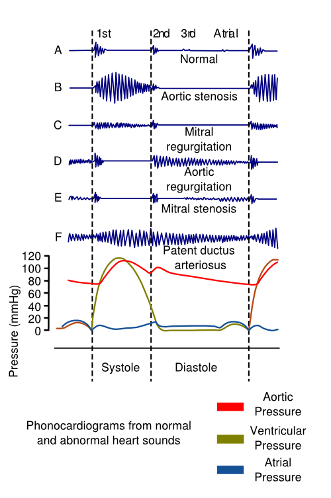 1st 2nd 3rd Atrial
A
Normal
B
Aortic stenosis
C
Mitral
regurgitation
D
Aortic
regurgitation
E
Mitral stenosis
F
Patent ductus
arteriosus
120
100
80
60
40
20
0
Pressure (mmHg)
Systole Diastole
Phonocardiograms from normal
and abnormal heart sounds
Aortic
Pressure
Ventricular
Pressure
Atrial
Pressure